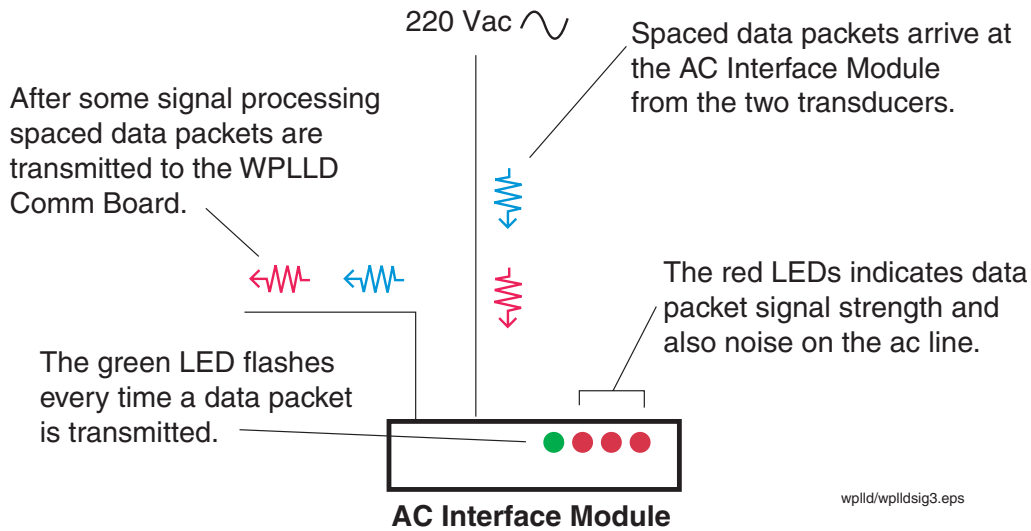 220 Vac
Spaced data packets arrive at
the AC Interface Module
from the two transducers.
After some signal processing
spaced data packets are
transmitted to the WPLLD
Comm Board.
The red LEDs indicates data
packet signal strength and
also noise on the ac line.
The green LED flashes
every time a data packet
is transmitted.
AC Interface Module
wplld/wplldsig3.eps